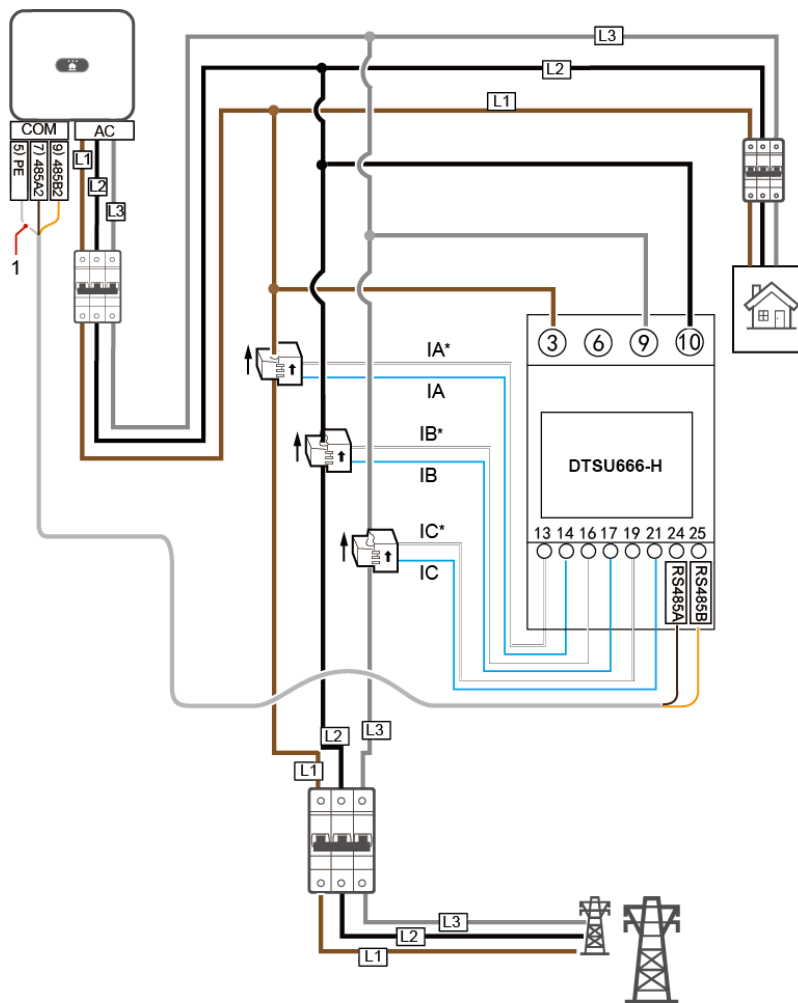 L3
L2
L1
COM
AC
5) PE
7) 485A2
9) 485B2
L1
L2
L3
1
3
6
9
10
IA*
IA
IB*
IB
IC*
IC
DTSU666-H
13 14 16 17 19 21 24 25
RS485A
RS485B
L3
L2
L1
L3
L2
L1